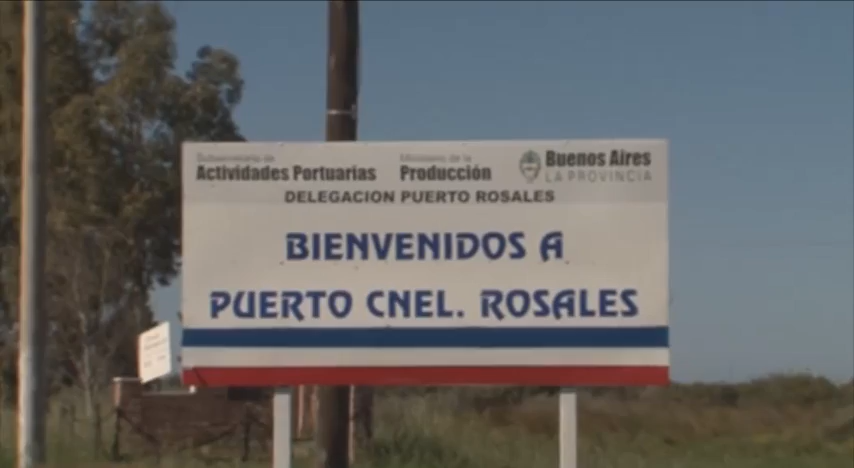 Subsecretaría de
Actividades Portuarias
Ministerio de la
Producción
Buenos Aires
LA PROVINCIA
DELEGACION PUERTO ROSALES
BIENVENIDOS A
PUERTO CNEL. ROSALES